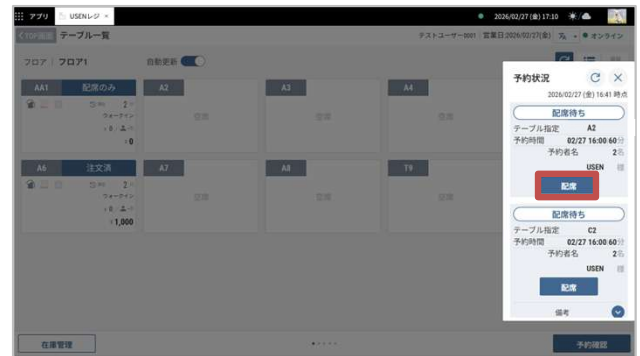 アプリ
USENレジ ×
2026/02/27(金) 17:10
< TOP画面
テーブル一覧
テストユーザー3001
営業日:2026/02/27(金)
オンライン
フロア / フロア1
自動更新
AA1 配席のみ
2
ウォークイン
0
A2
空席
A3
空席
A4
空席
A6 注文済
2
ウォークイン
1,000
A7
空席
A8
空席
T9
空席
予約状況
2026/02/27 (金) 16:41 時点
配席待ち
テーブル指定 A2
予約時間 02/27 16:00 60分
予約者名 2名
USEN 様
配席
配席待ち
テーブル指定 C2
予約時間 02/27 16:00 60分
予約者名 2名
USEN 様
配席
備考
在庫管理
予約確認